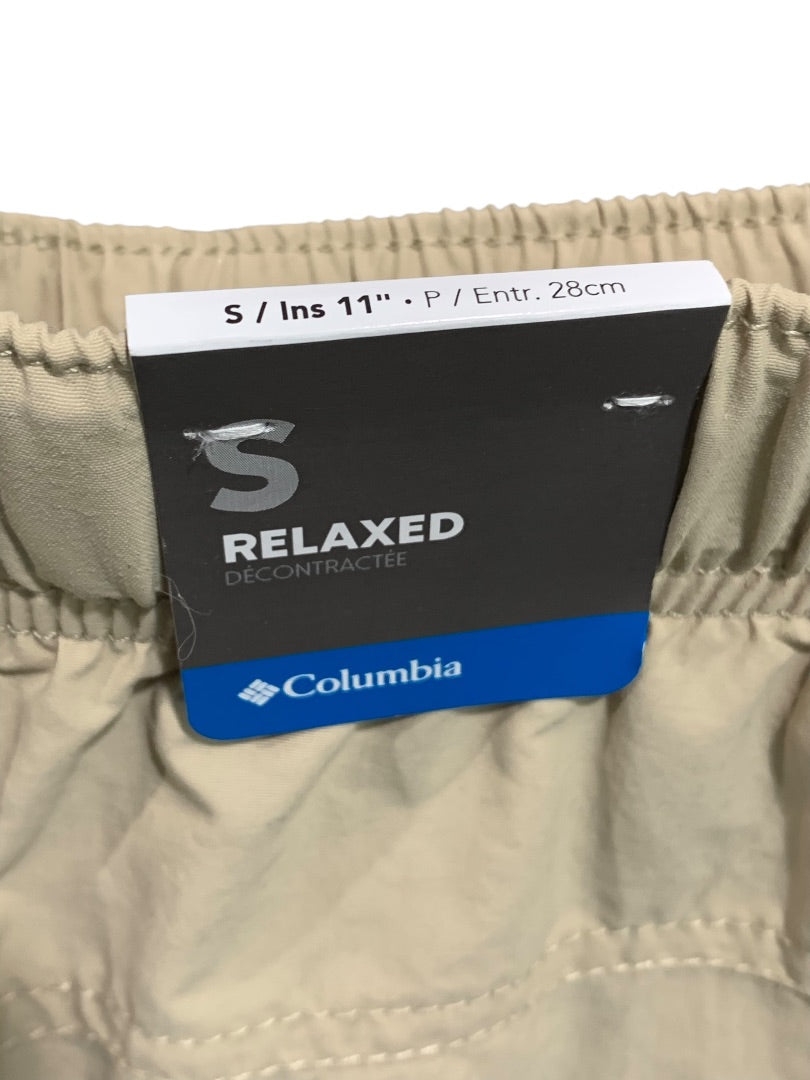 S / Ins 11" · P / Entr. 28cm
S
RELAXED
DÉCONTRACTÉE
Columbia